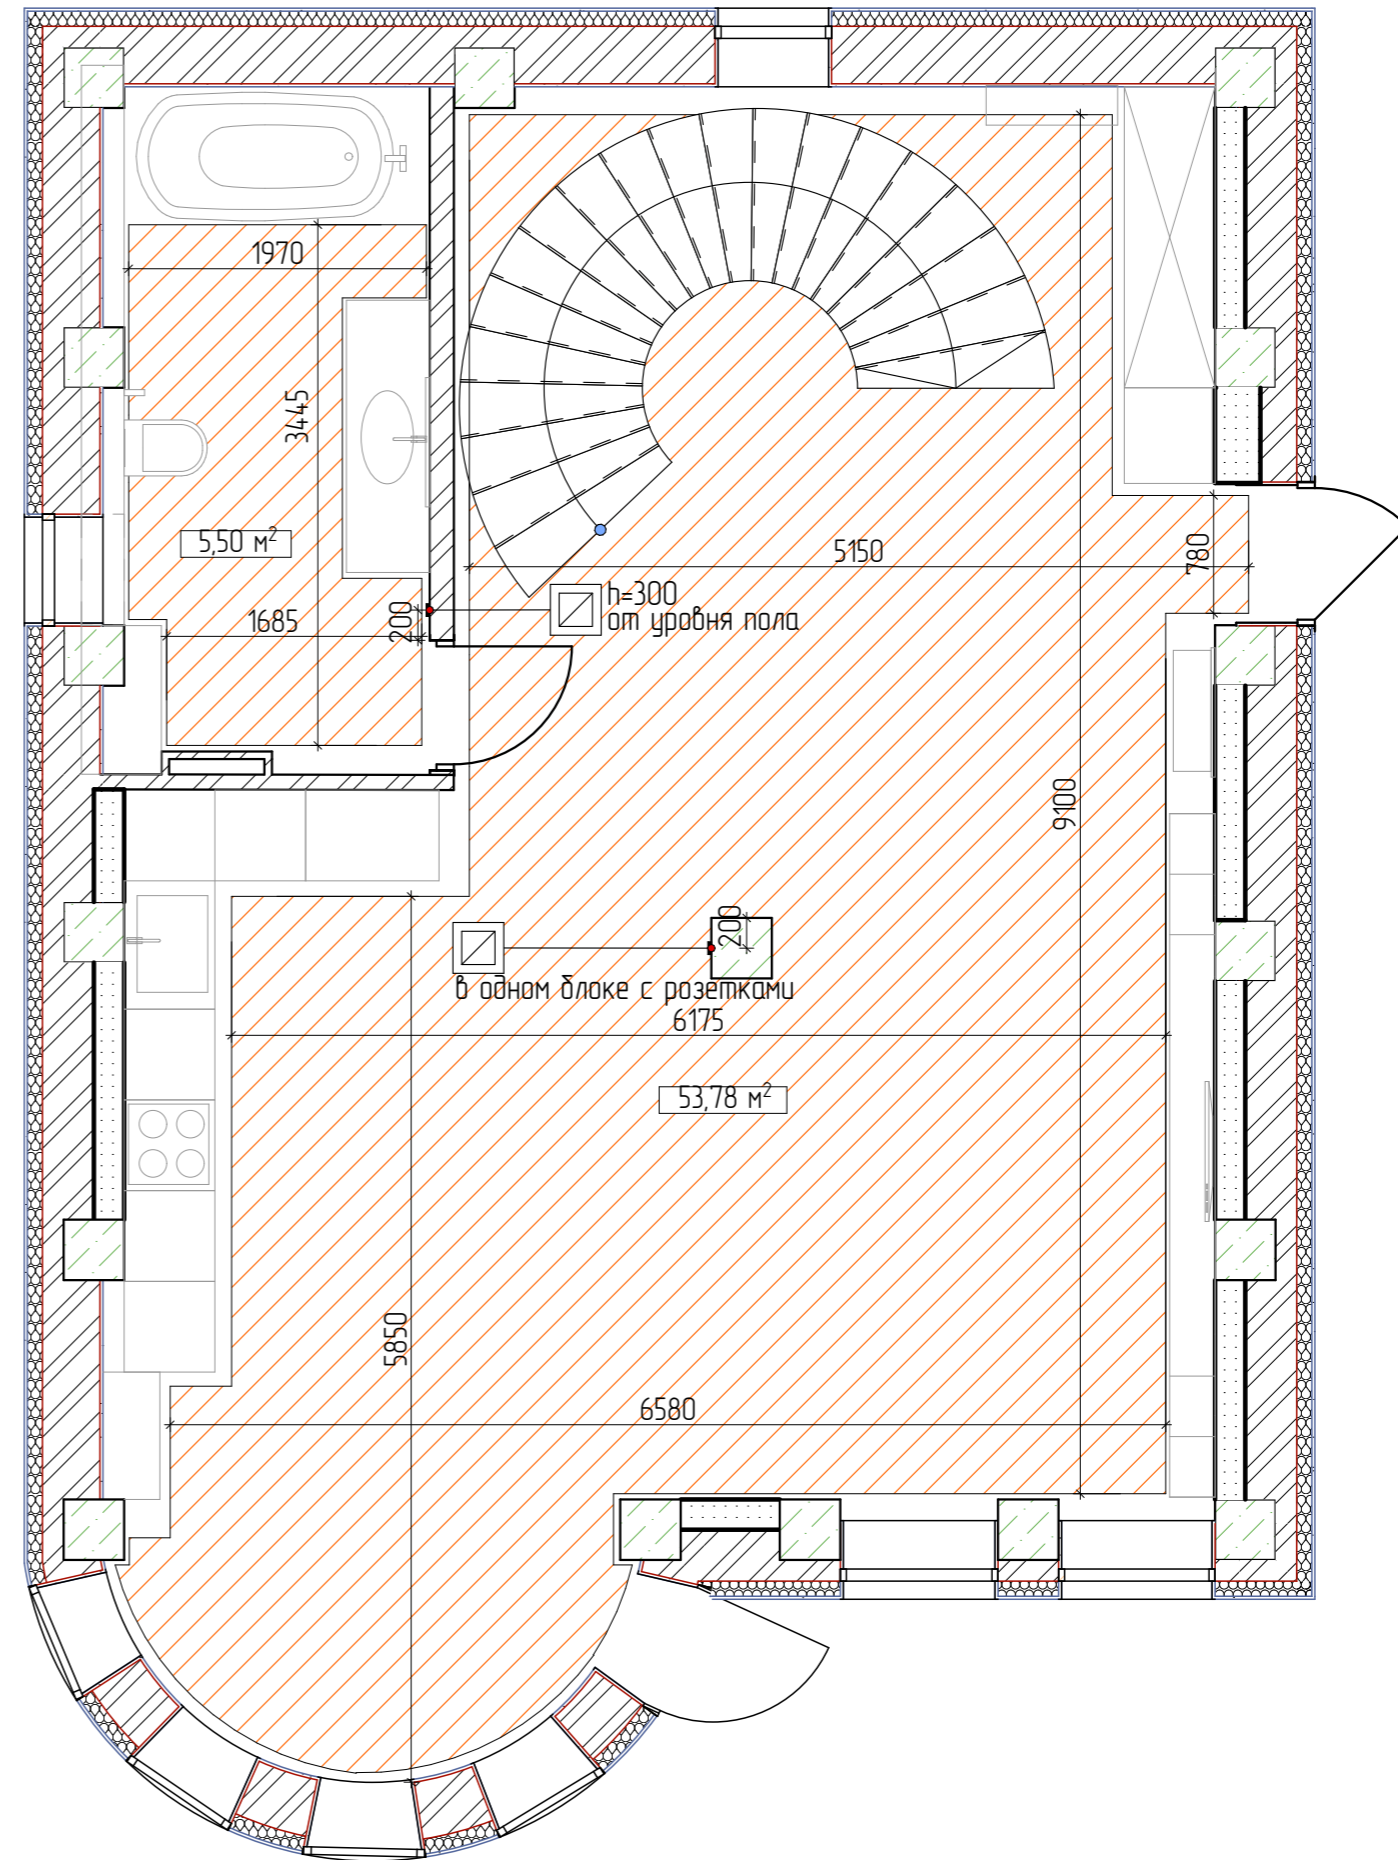 1970
3445
5,50 м²
5150
780
h=300
от уровня пола
200
1685
9100
200
в одном блоке с розетками
6175
53,78 м²
5850
6580